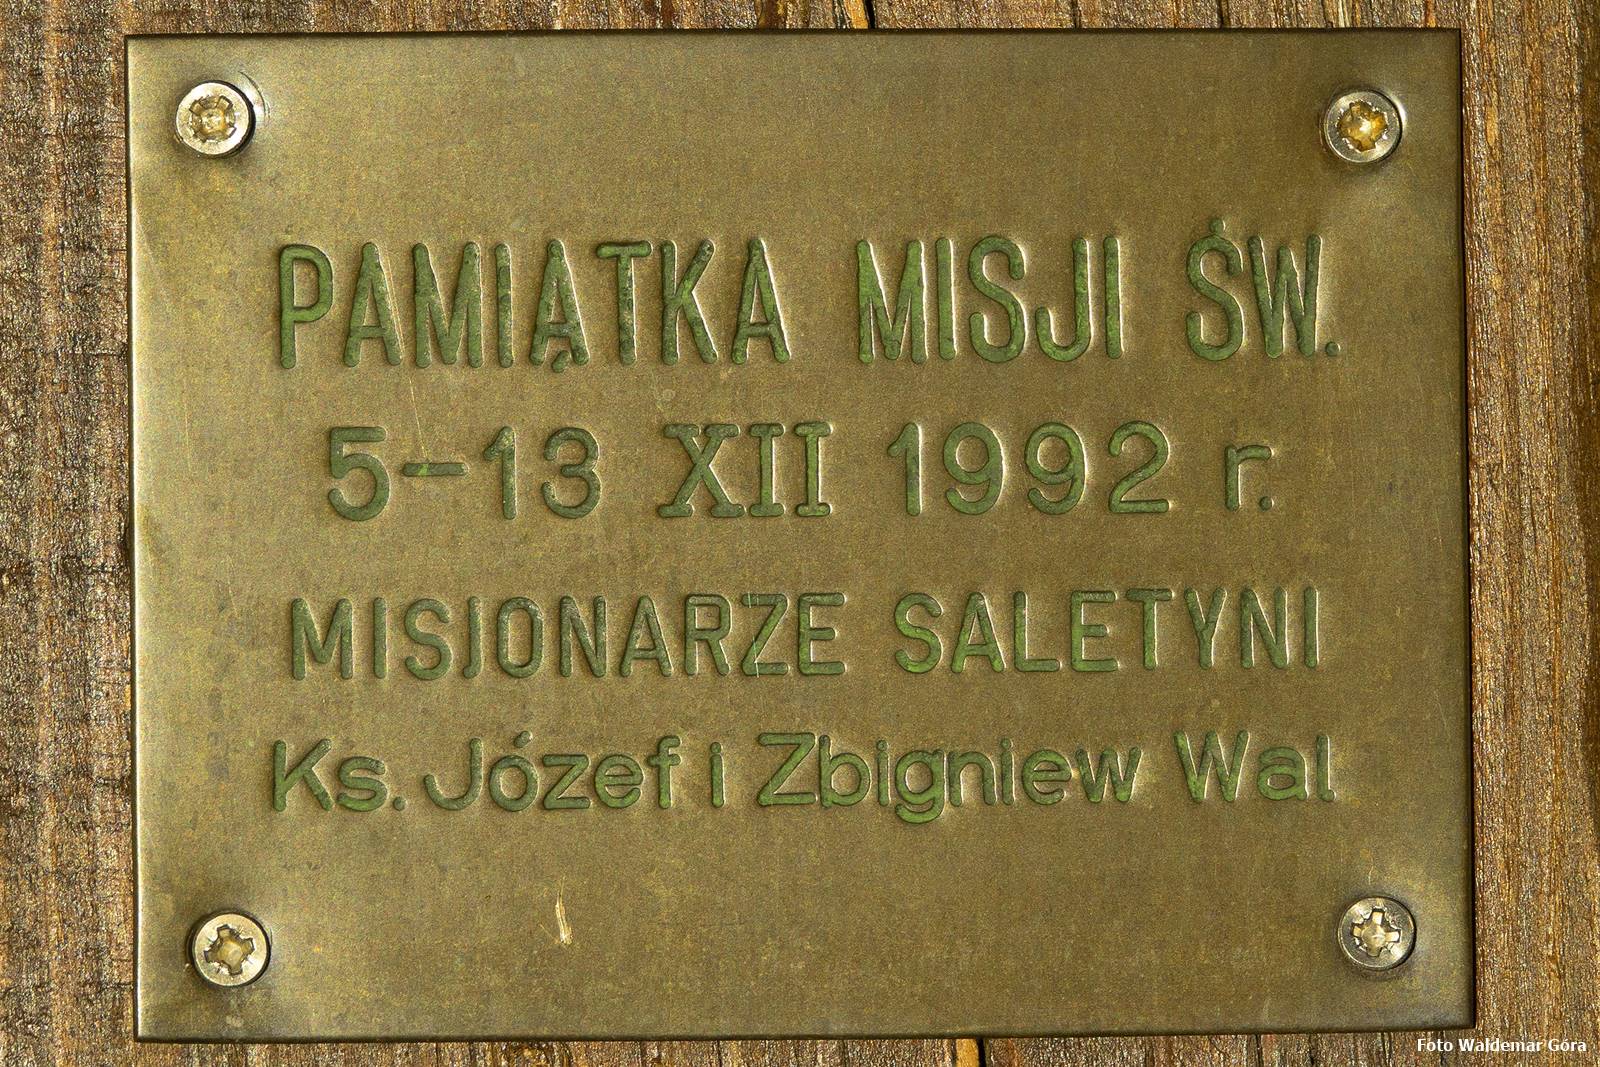 PAMIĄTKA MISJI ŚW.
5–13 XII 1992 r.
MISJONARZE SALETYNI
Ks. Józef i Zbigniew Wal
Foto Waldemar Góra